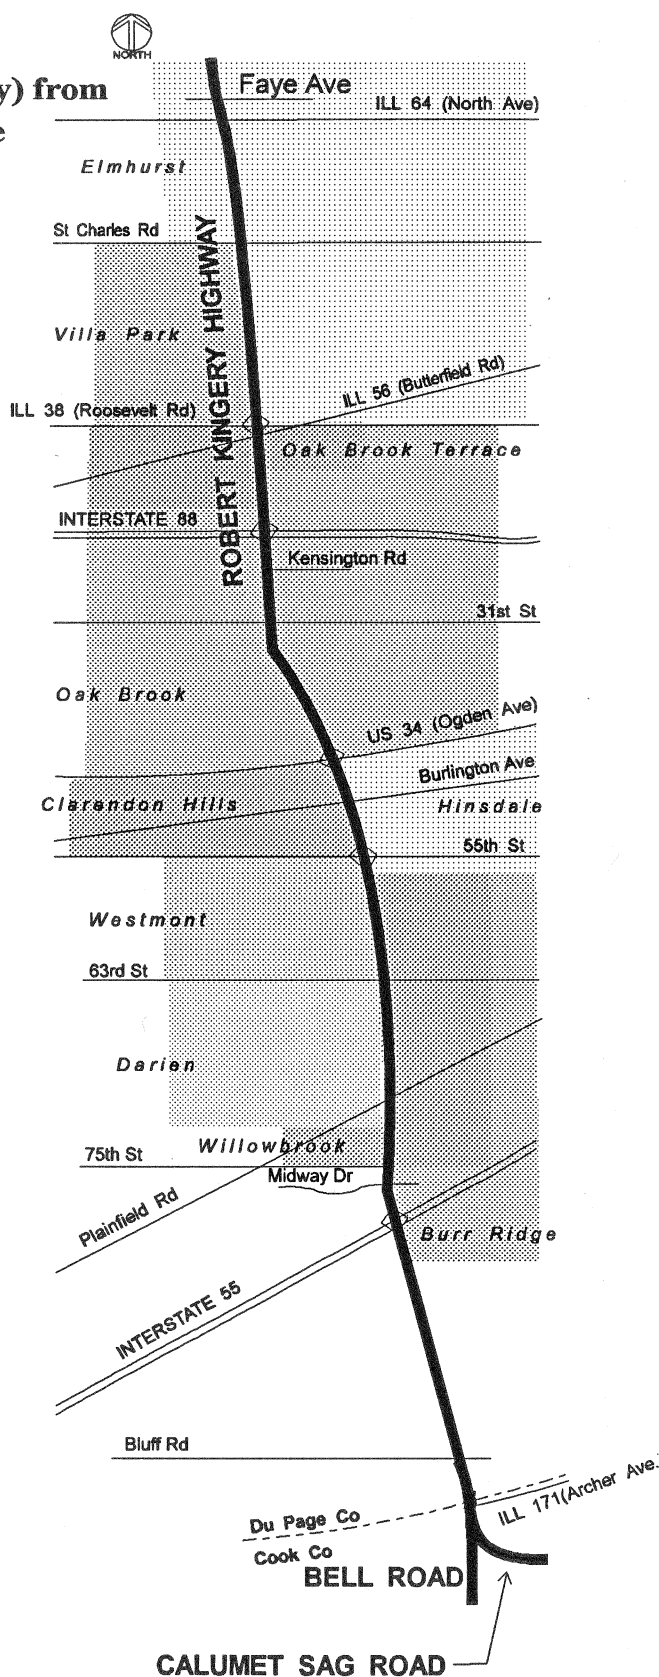 NORTH
y) from
e
Faye Ave
ILL 64 (North Ave)
Elmhurst
St Charles Rd
ROBERT KINGERY HIGHWAY
Villa Park
ILL 56 (Butterfield Rd)
ILL 38 (Roosevelt Rd)
Oak Brook Terrace
INTERSTATE 88
Kensington Rd
31st St
Oak Brook
US 34 (Ogden Ave)
Burlington Ave
Clarendon Hills
Hinsdale
55th St
Westmont
63rd St
Darien
Willowbrook
75th St
Midway Dr
Plainfield Rd
Burr Ridge
INTERSTATE 55
Bluff Rd
ILL 171(Archer Ave.
Du Page Co
Cook Co
BELL ROAD
CALUMET SAG ROAD